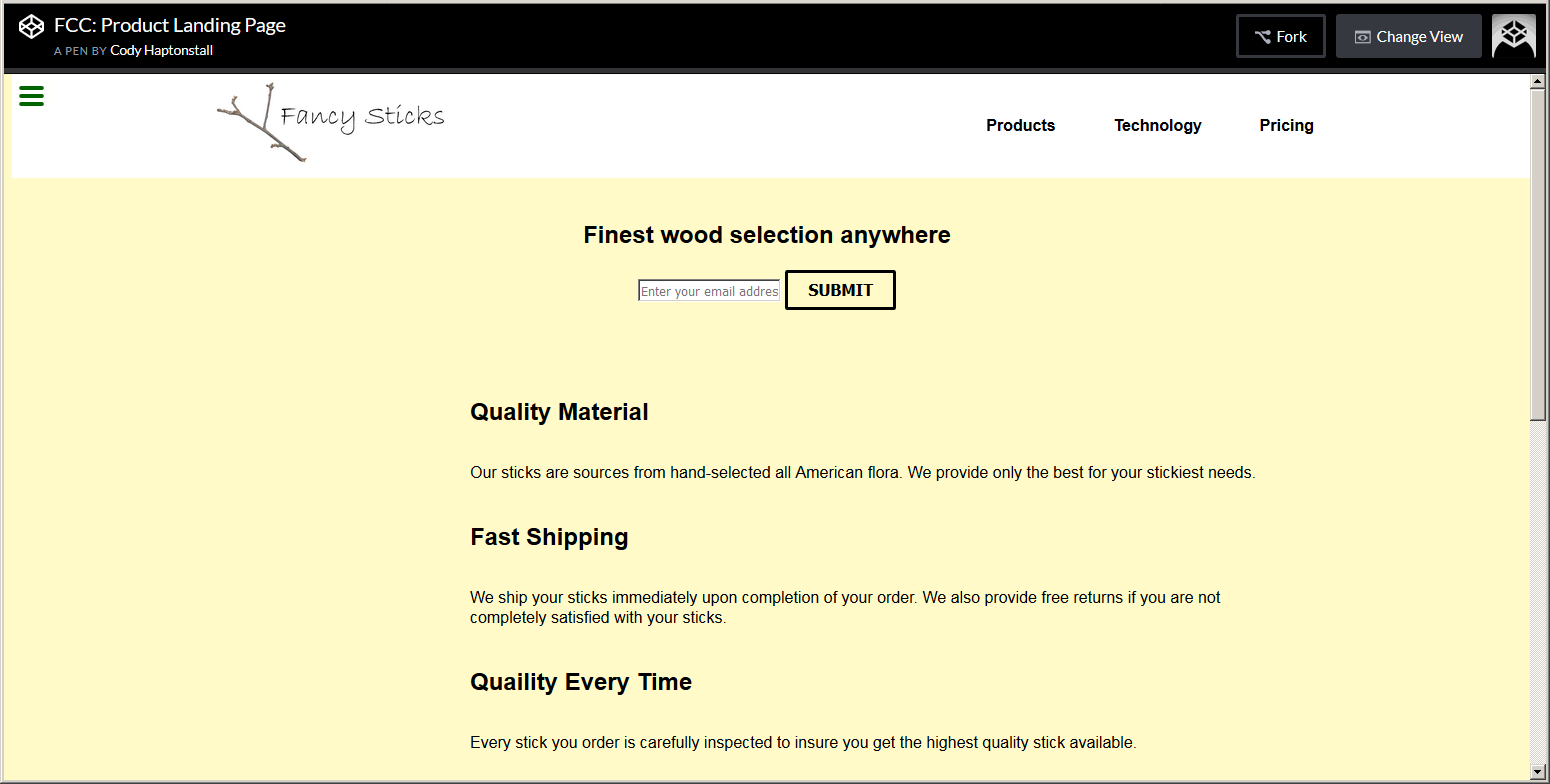 FCC: Product Landing Page
A PEN BY Cody Haptonstall
Fork
Change View
Fancy Sticks
Products
Technology
Pricing
Finest wood selection anywhere
Enter your email addres
SUBMIT
Quality Material
Our sticks are sources from hand-selected all American flora. We provide only the best for your stickiest needs.
Fast Shipping
We ship your sticks immediately upon completion of your order. We also provide free returns if you are not
completely satisfied with your sticks.
Quaility Every Time
Every stick you order is carefully inspected to insure you get the highest quality stick available.